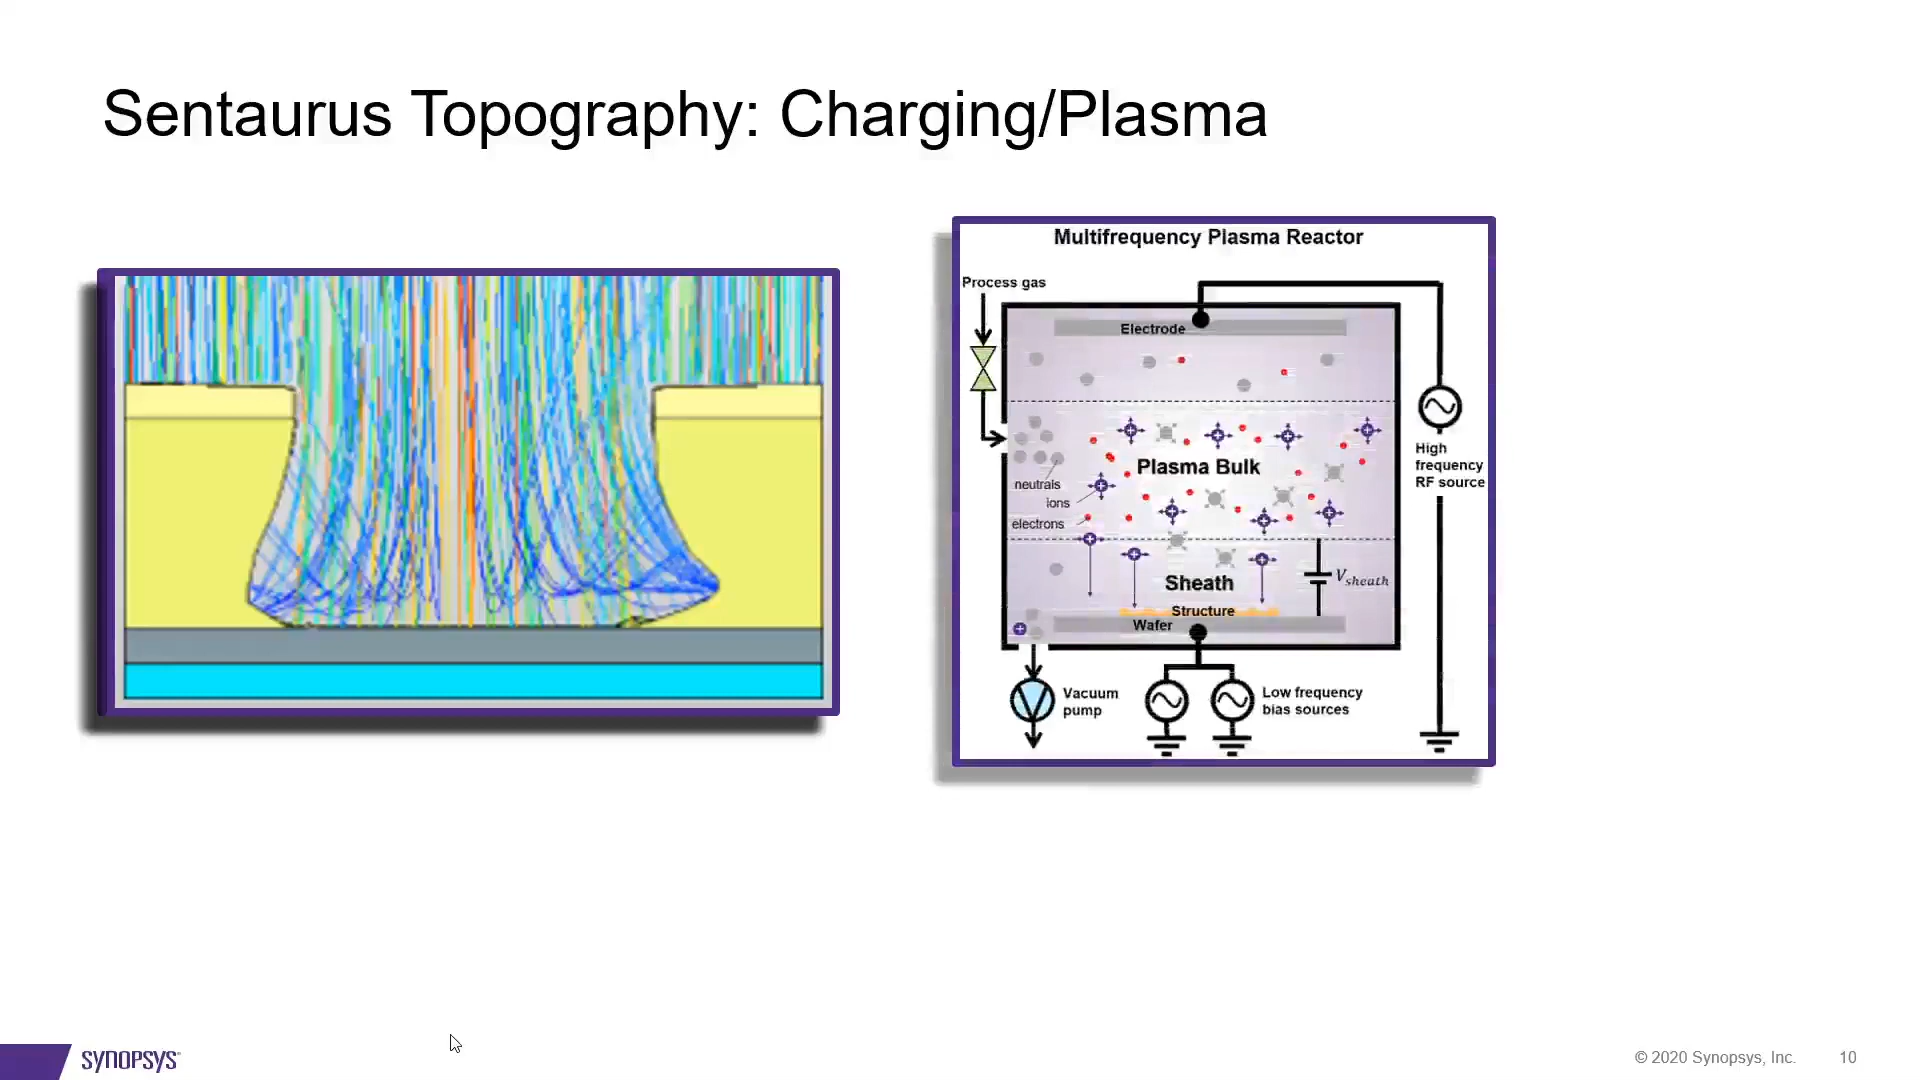 Sentaurus Topography: Charging/Plasma
Multifrequency Plasma Reactor
Process gas
Electrode
Plasma Bulk
neutrals
ions
electrons
High
frequency
RF source
Sheath
Vsheath
Structure
Wafer
Vacuum
pump
Low frequency
bias sources
SYNOPSYS
© 2020 Synopsys, Inc.
10